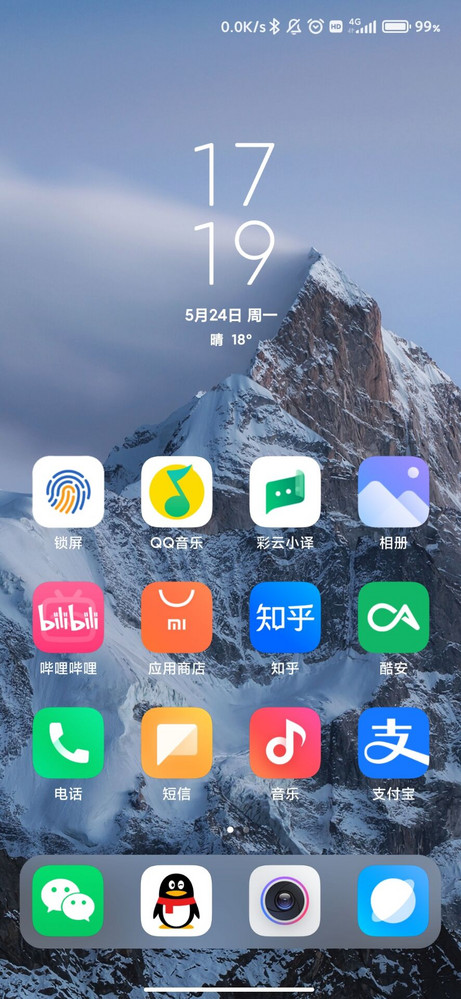 0.0K/s HD 4G 99%
17
19
5月24日 周一
晴 18°
锁屏 QQ音乐 彩云小译 相册
bilibili mi 知乎
哔哩哔哩 应用商店 知乎 酷安
支
电话 短信 音乐 支付宝